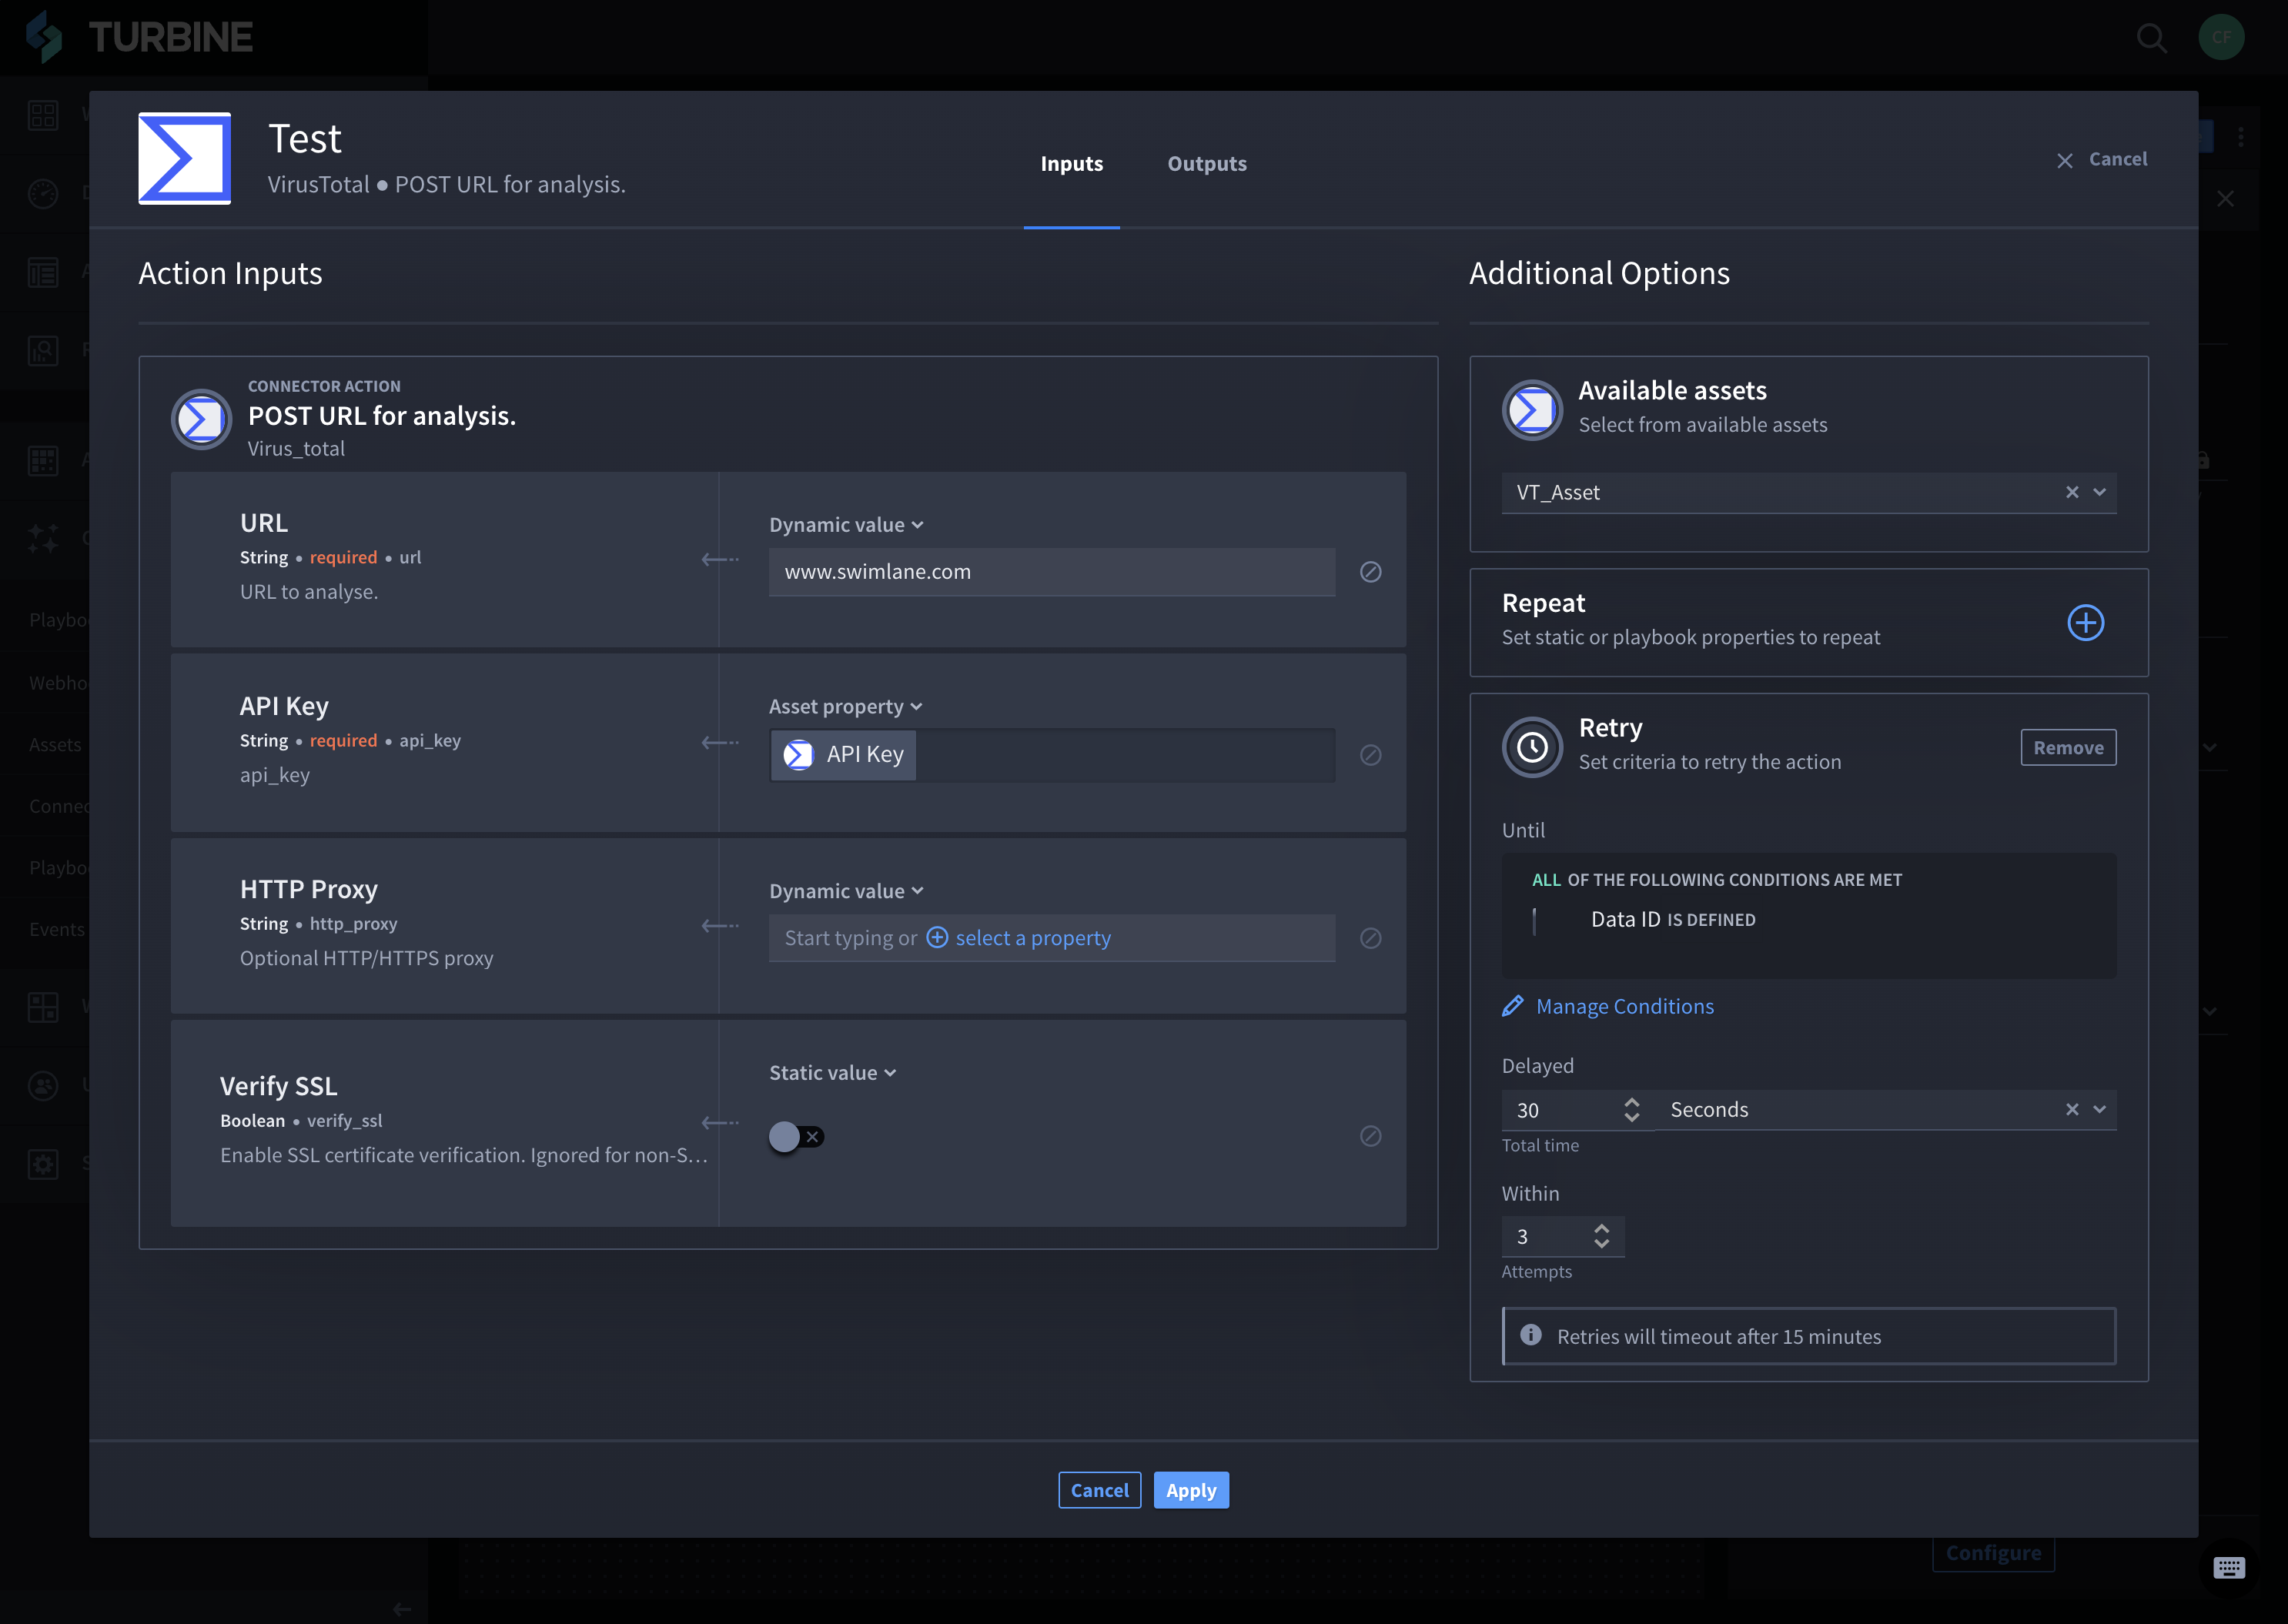 TURBINE
CF
Test
VirusTotal • POST URL for analysis.
Inputs
Outputs
Cancel
Action Inputs
CONNECTOR ACTION
POST URL for analysis.
Virus_total
URL
String • required • url
URL to analyse.
Dynamic value
www.swimlane.com
API Key
String • required • api_key
api_key
Asset property
API Key
HTTP Proxy
String • http_proxy
Optional HTTP/HTTPS proxy
Dynamic value
Start typing or select a property
Verify SSL
Boolean • verify_ssl
Enable SSL certificate verification. Ignored for non-S...
Static value
Additional Options
Available assets
Select from available assets
VT_Asset
Repeat
Set static or playbook properties to repeat
Retry
Set criteria to retry the action
Remove
Until
ALL OF THE FOLLOWING CONDITIONS ARE MET
Data ID IS DEFINED
Manage Conditions
Delayed
30
Seconds
Total time
Within
3
Attempts
Retries will timeout after 15 minutes
Cancel
Apply
Playbo
Webho
Assets
Connec
Playbo
Events
Configure